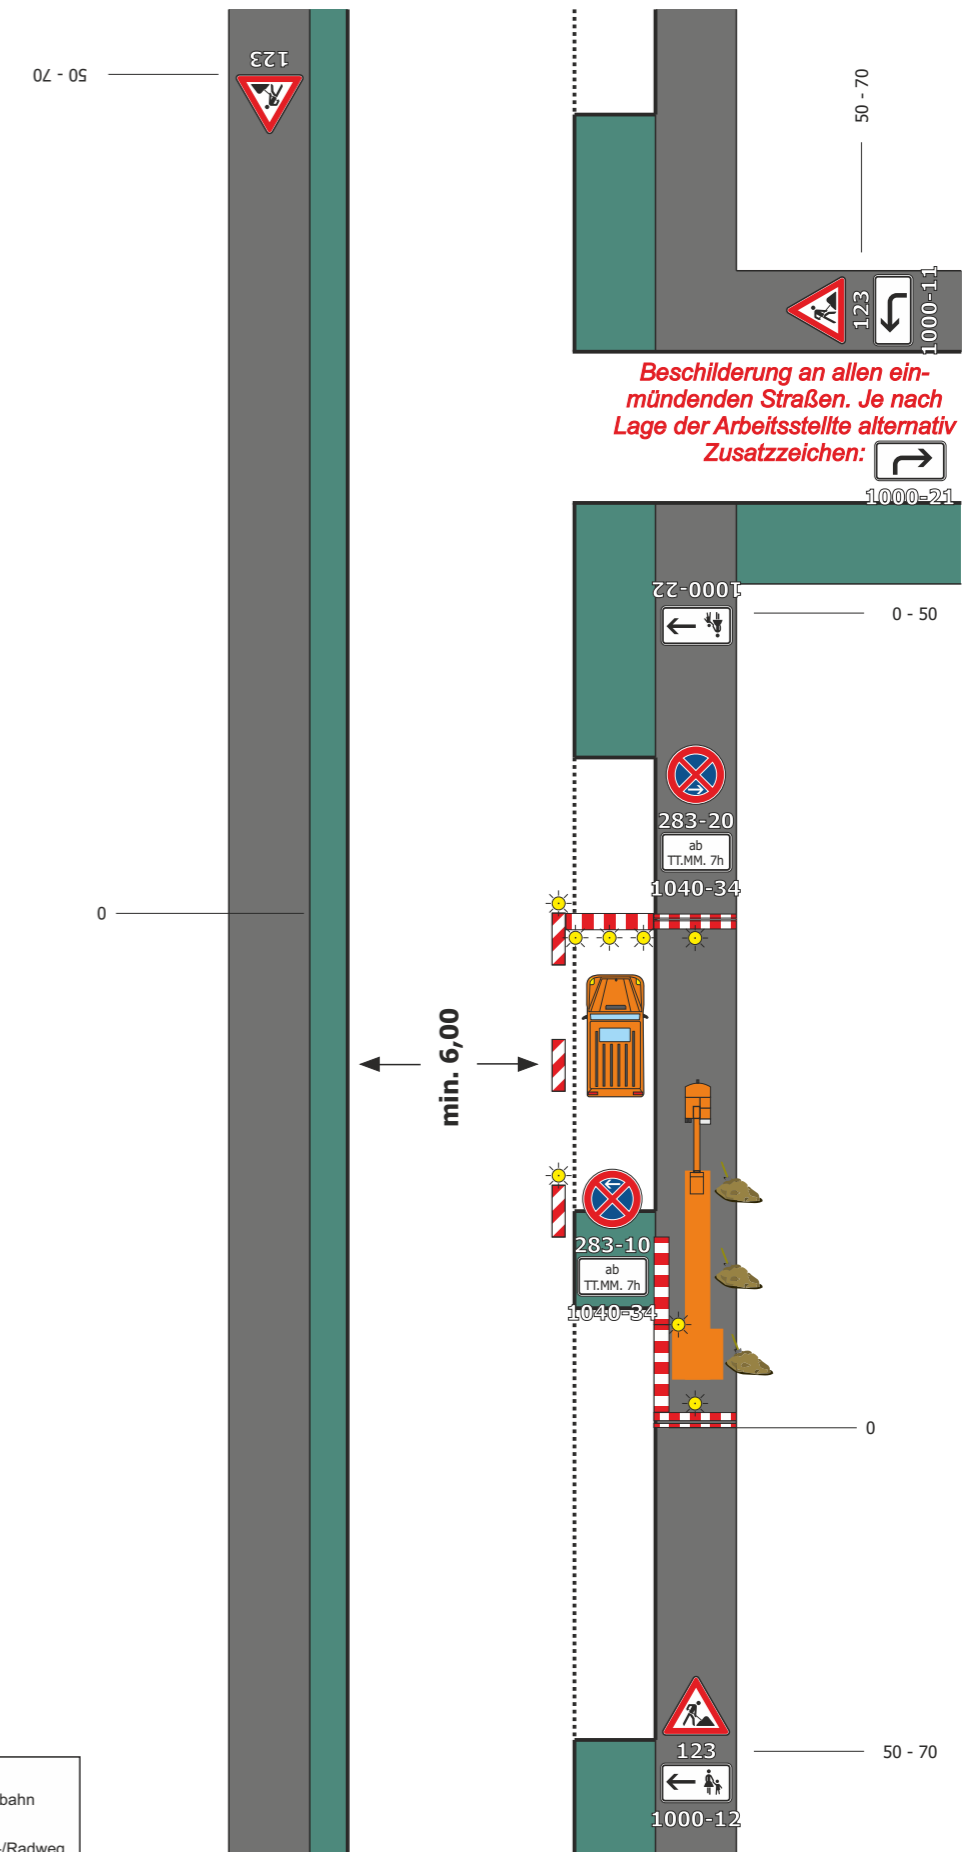 50 - 70
123
50 - 70
123
1000-11
Beschilderung an allen ein-
mündenden Straßen. Je nach
Lage der Arbeitsstellte alternativ
Zusatzzeichen:
1000-21
1000-22
0 - 50
283-20
ab
TT.MM. 7h
1040-34
0
min. 6,00
283-10
ab
TT.MM. 7h
1040-34
0
123
50 - 70
1000-12
bahn
/Radweg